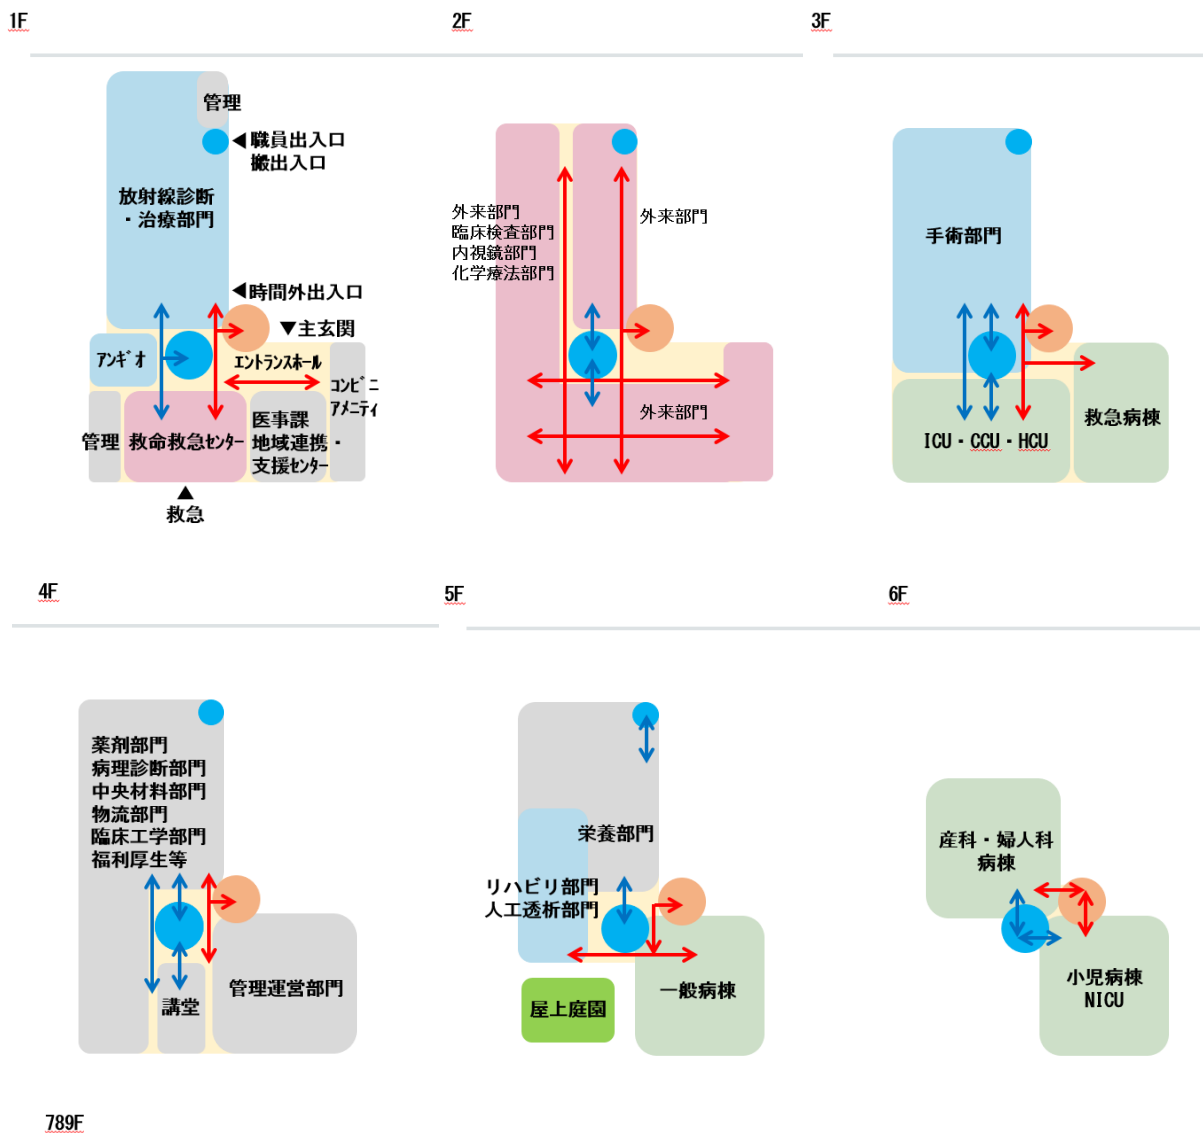 1F
管理
◀職員出入口
搬出入口
放射線診断
・治療部門
◀時間外出入口
▼主玄関
アンギオ
エントランスホール
コンビニ
アメニティ
管理
救命救急センター
医事課
地域連携・
支援センター
▲
救急
2F
外来部門
臨床検査部門
内視鏡部門
化学療法部門
外来部門
外来部門
3F
手術部門
ICU・CCU・HCU
救急病棟
4F
薬剤部門
病理診断部門
中央材料部門
物流部門
臨床工学部門
福利厚生等
講堂
管理運営部門
5F
栄養部門
リハビリ部門
人工透析部門
一般病棟
屋上庭園
6F
産科・婦人科
病棟
小児病棟
NICU
789F